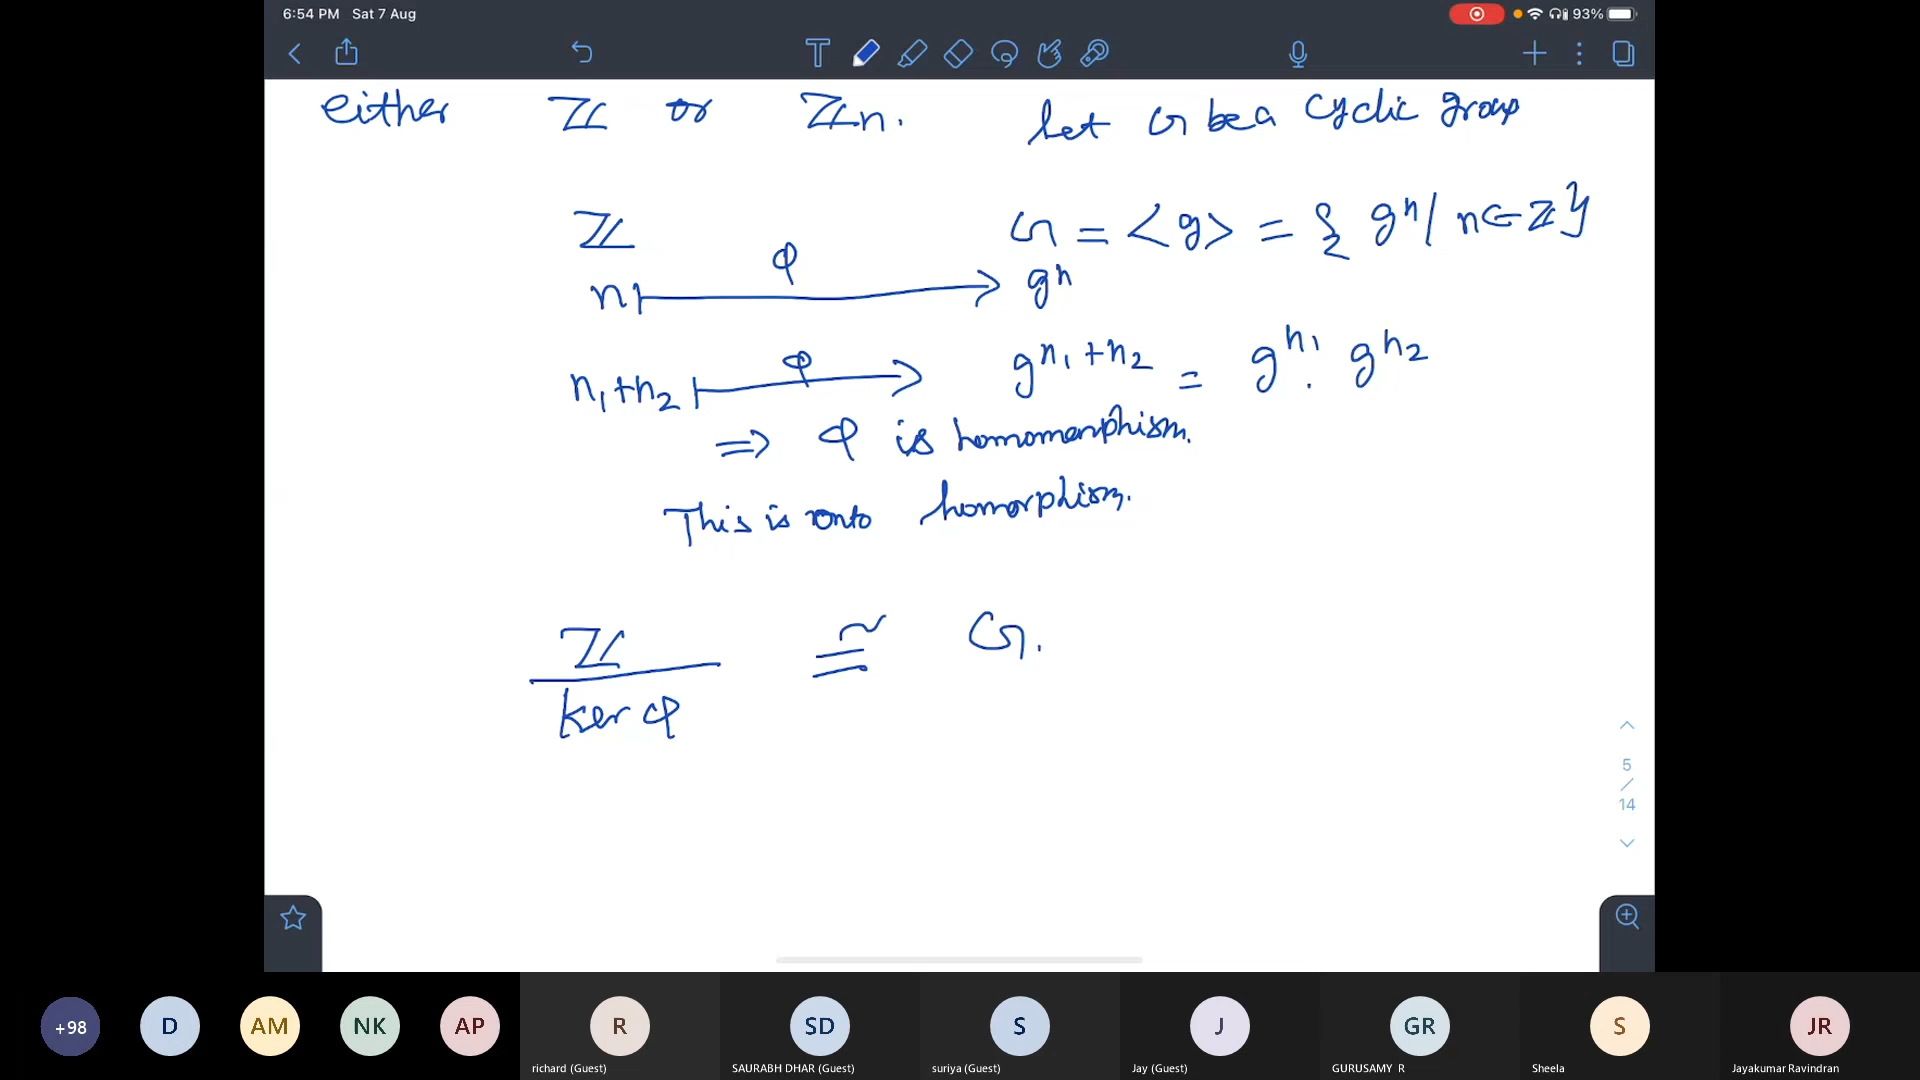 6:54 PM Sat 7 Aug 93%
either ℤ or ℤn. Let G be a cyclic group
ℤ G = <g> = { gⁿ / n ∈ ℤ }
n φ gⁿ
n₁+n₂ φ g^{n₁+n₂} = g^{n₁} . g^{n₂}
⇒ φ is homomorphism.
This is onto homorphism.
ℤ ≅ G.
ker φ
5
/
14
+98 D AM NK AP R SD S J GR S JR
richard (Guest) SAURABH DHAR (Guest) suriya (Guest) Jay (Guest) GURUSAMY R Sheela Jayakumar Ravindran